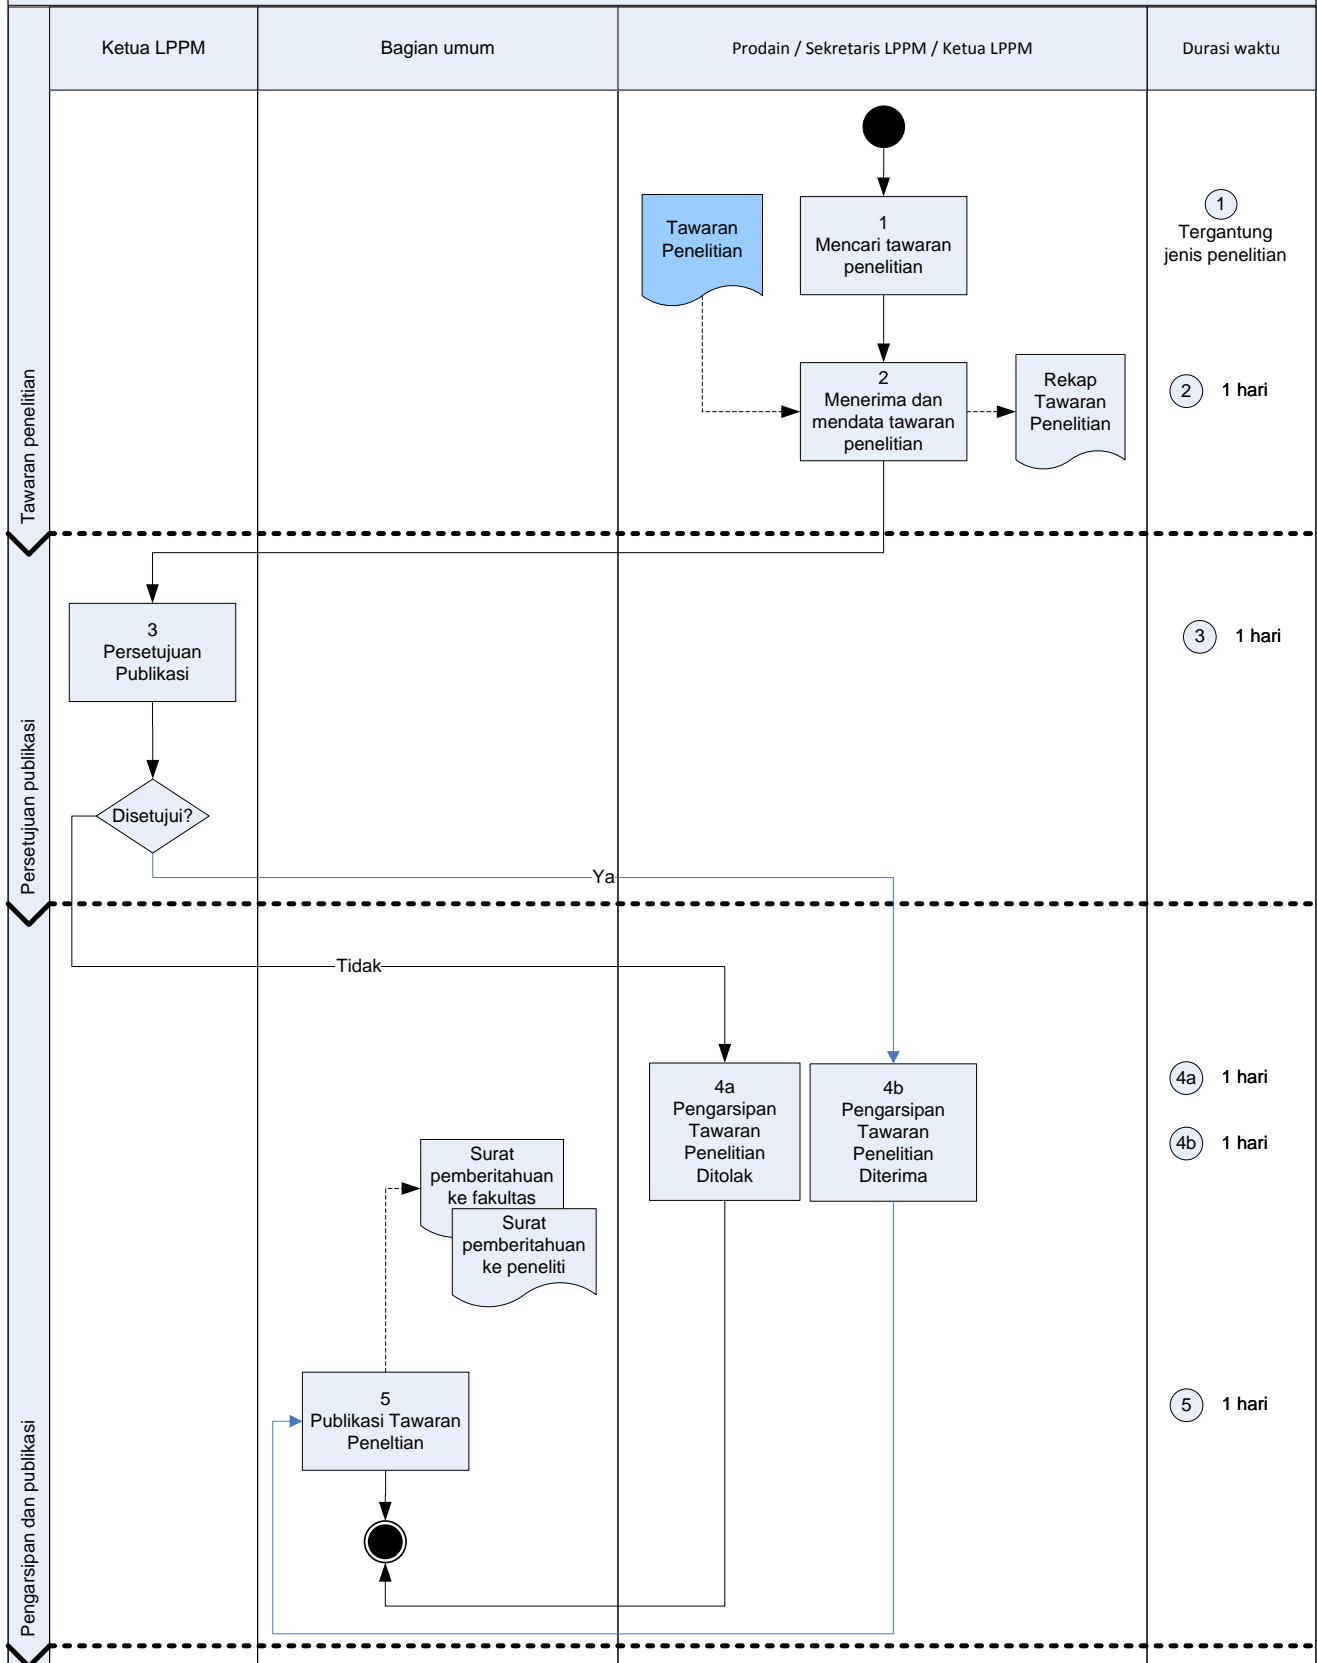 Ketua LPPM
Bagian umum
Prodain / Sekretaris LPPM / Ketua LPPM
Durasi waktu
Tawaran penelitian
Tawaran
Penelitian
1
Mencari tawaran
penelitian
1
Tergantung
jenis penelitian
2
Menerima dan
mendata tawaran
penelitian
Rekap
Tawaran
Penelitian
2
1 hari
Persetujuan publikasi
3
Persetujuan
Publikasi
3
1 hari
Disetujui?
Ya
Pengarsipan dan publikasi
Tidak
4a
Pengarsipan
Tawaran
Penelitian
Ditolak
4b
Pengarsipan
Tawaran
Penelitian
Diterima
4a
1 hari
4b
1 hari
Surat
pemberitahuan
ke fakultas
Surat
pemberitahuan
ke peneliti
5
Publikasi Tawaran
Peneltian
5
1 hari